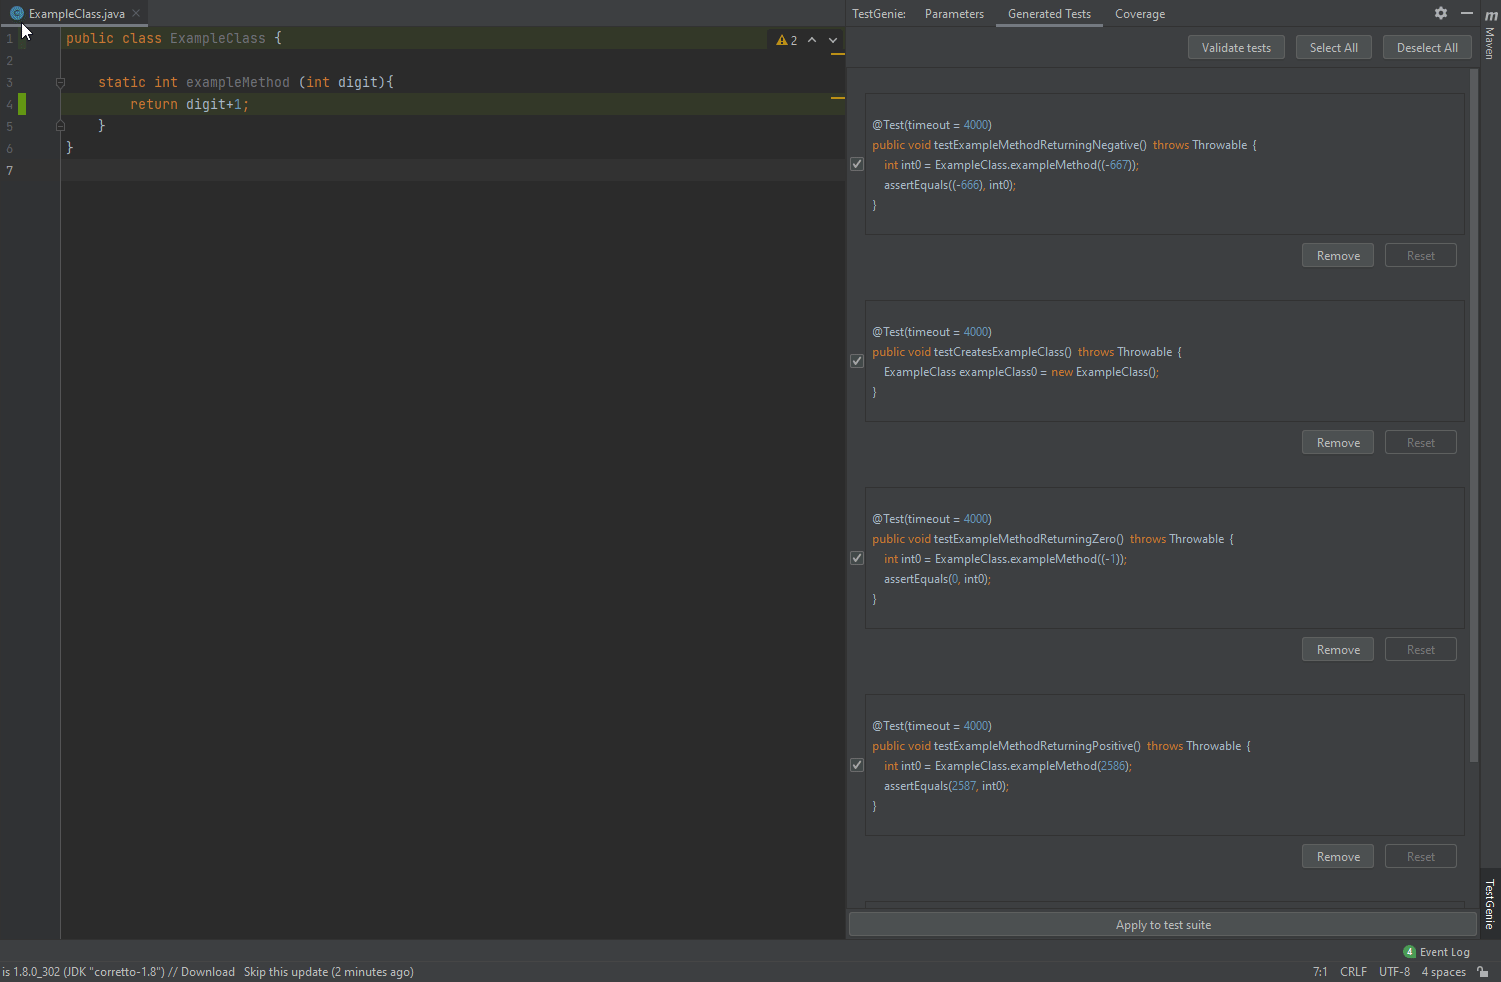 ExampleClass.java
TestGenie: Parameters Generated Tests Coverage
Maven
Validate tests Select All Deselect All
1 public class ExampleClass { 2
2
3 static int exampleMethod (int digit){
4 return digit+1;
5 }
6 }
7
@Test(timeout = 4000)
public void testExampleMethodReturningNegative() throws Throwable {
int int0 = ExampleClass.exampleMethod((-667));
assertEquals((-666), int0);
}
Remove Reset
@Test(timeout = 4000)
public void testCreatesExampleClass() throws Throwable {
ExampleClass exampleClass0 = new ExampleClass();
}
Remove Reset
@Test(timeout = 4000)
public void testExampleMethodReturningZero() throws Throwable {
int int0 = ExampleClass.exampleMethod((-1));
assertEquals(0, int0);
}
Remove Reset
@Test(timeout = 4000)
public void testExampleMethodReturningPositive() throws Throwable {
int int0 = ExampleClass.exampleMethod(2586);
assertEquals(2587, int0);
}
Remove Reset
TestGenie
Apply to test suite
4 Event Log
is 1.8.0_302 (JDK "corretto-1.8") // Download Skip this update (2 minutes ago)
7:1 CRLF UTF-8 4 spaces